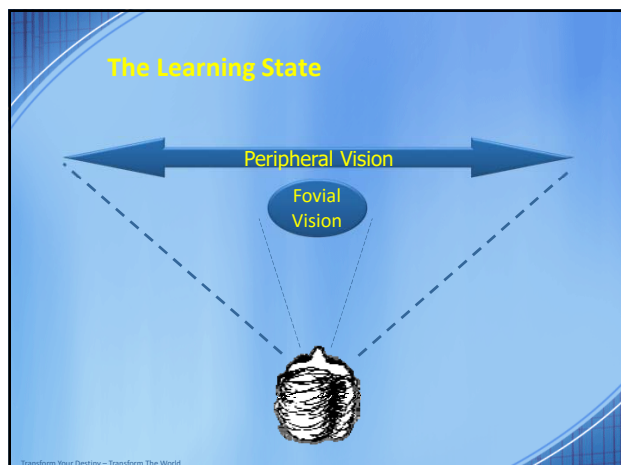 The Learning State
Peripheral Vision
Fovial
Vision
Transform Your Destiny – Transform The World